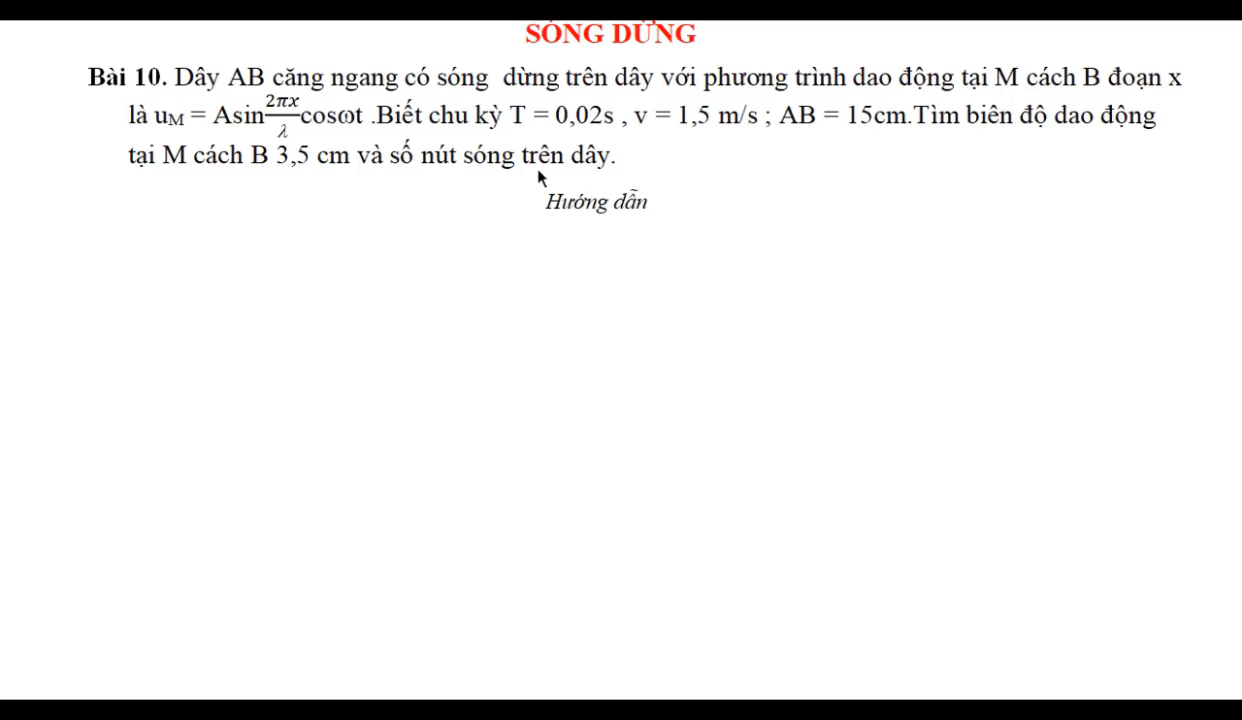 SÓNG DỪNG
Bài 10. Dây AB căng ngang có sóng dừng trên dây với phương trình dao động tại M cách B đoạn x
là uM = Asin2πx/λ cosωt .Biết chu kỳ T = 0,02s , v = 1,5 m/s ; AB = 15cm.Tìm biên độ dao động
tại M cách B 3,5 cm và số nút sóng trên dây.
Hướng dẫn